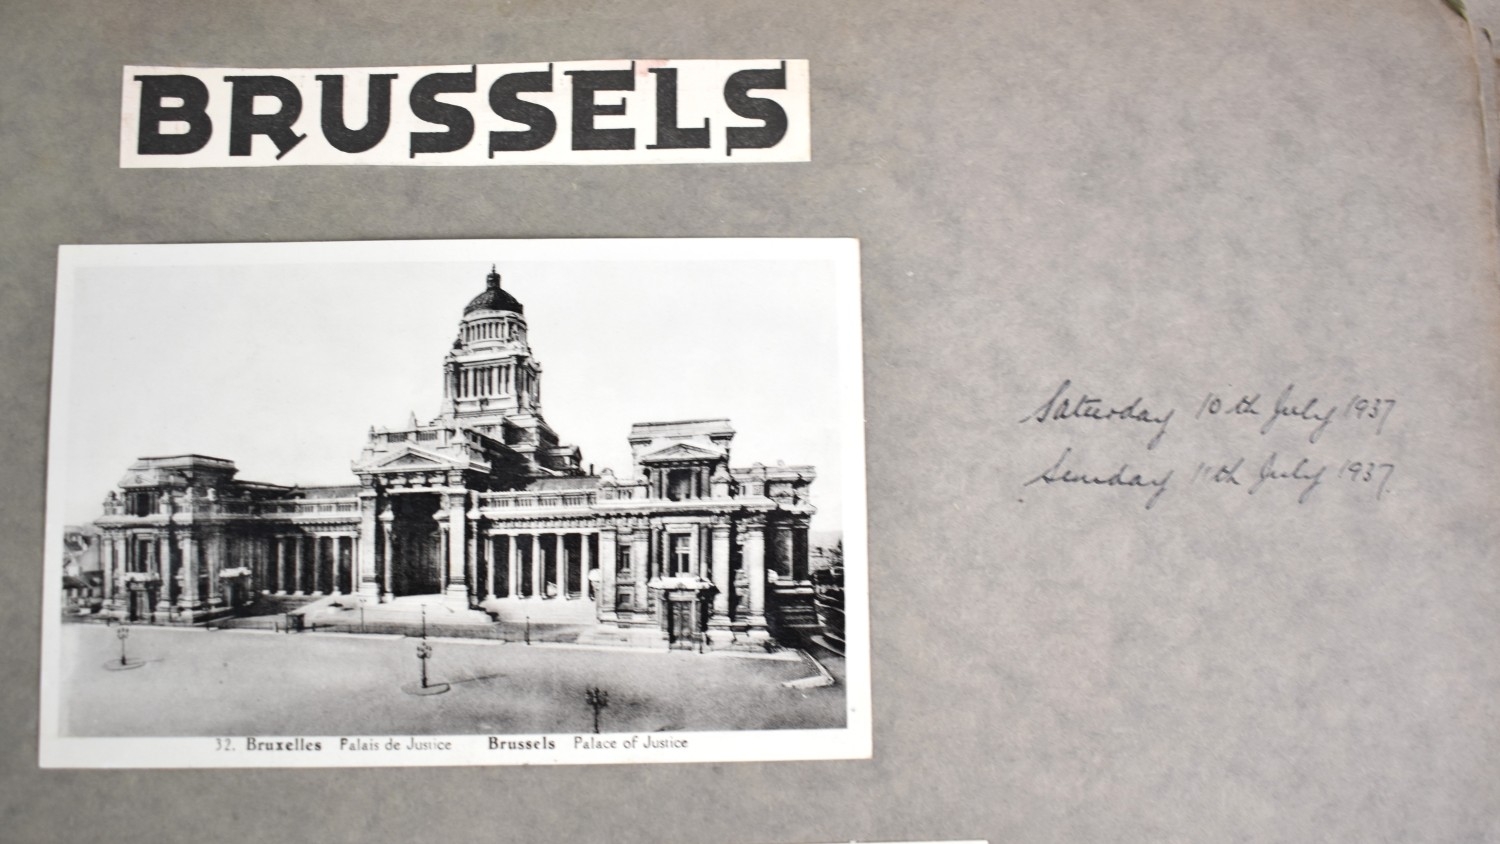 BRUSSELS
Saturday 10th July 1937
Sunday 11th July 1937.
32. Bruxelles Palais de Justice Brussels Palace of Justice